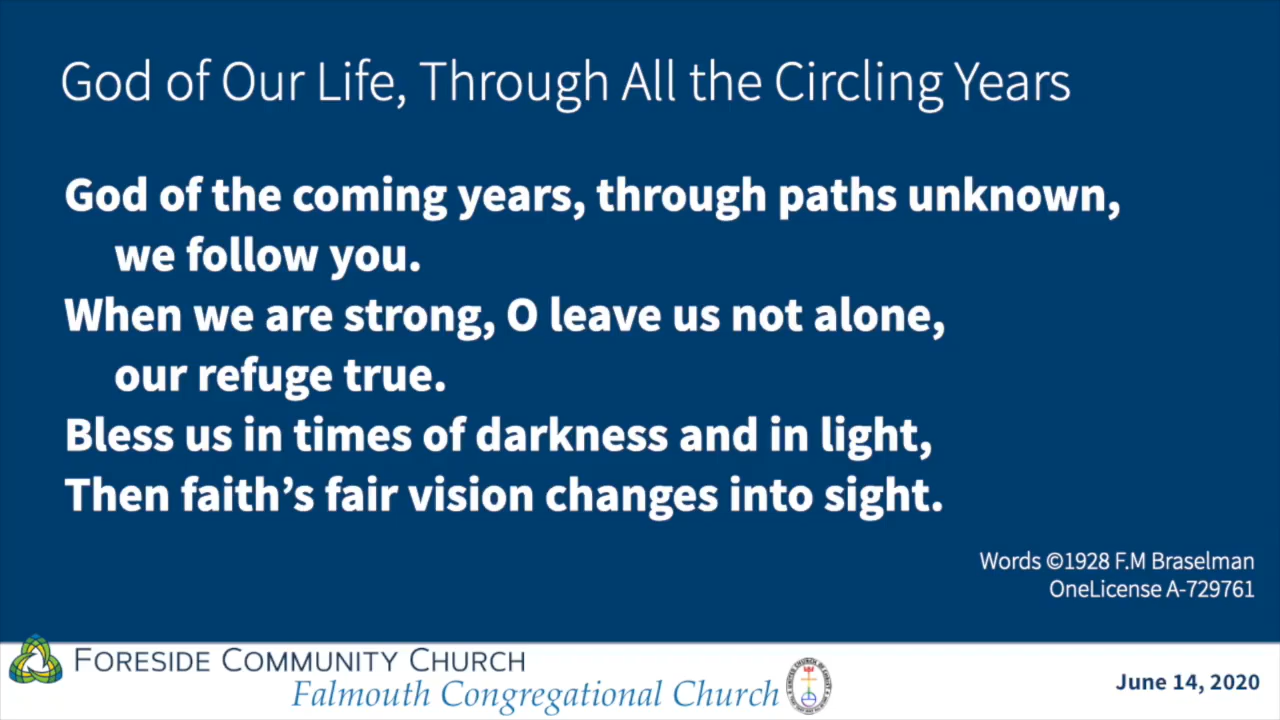 God of Our Life, Through All the Circling Years
God of the coming years, through paths unknown,
we follow you.
When we are strong, O leave us not alone,
our refuge true.
Bless us in times of darkness and in light,
Then faith’s fair vision changes into sight.
Words ©1928 F.M Braselman
OneLicense A-729761
Foreside Community Church
Falmouth Congregational Church
June 14, 2020